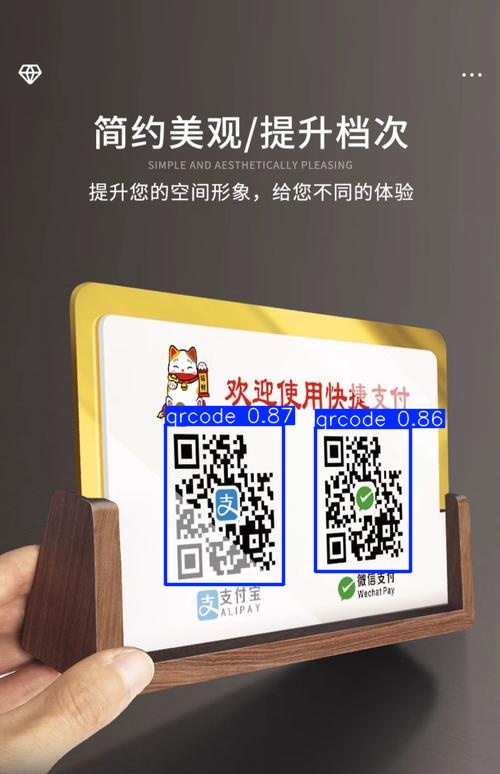 简约美观/提升档次
SIMPLE AND AESTHETICALLY PLEASING
提升您的空间形象，给您不同的体验
欢迎使用快捷支付
qrcode 0.87
qrcode 0.86
支
支付宝
ALIPAY
微信支付
Wechat Pay